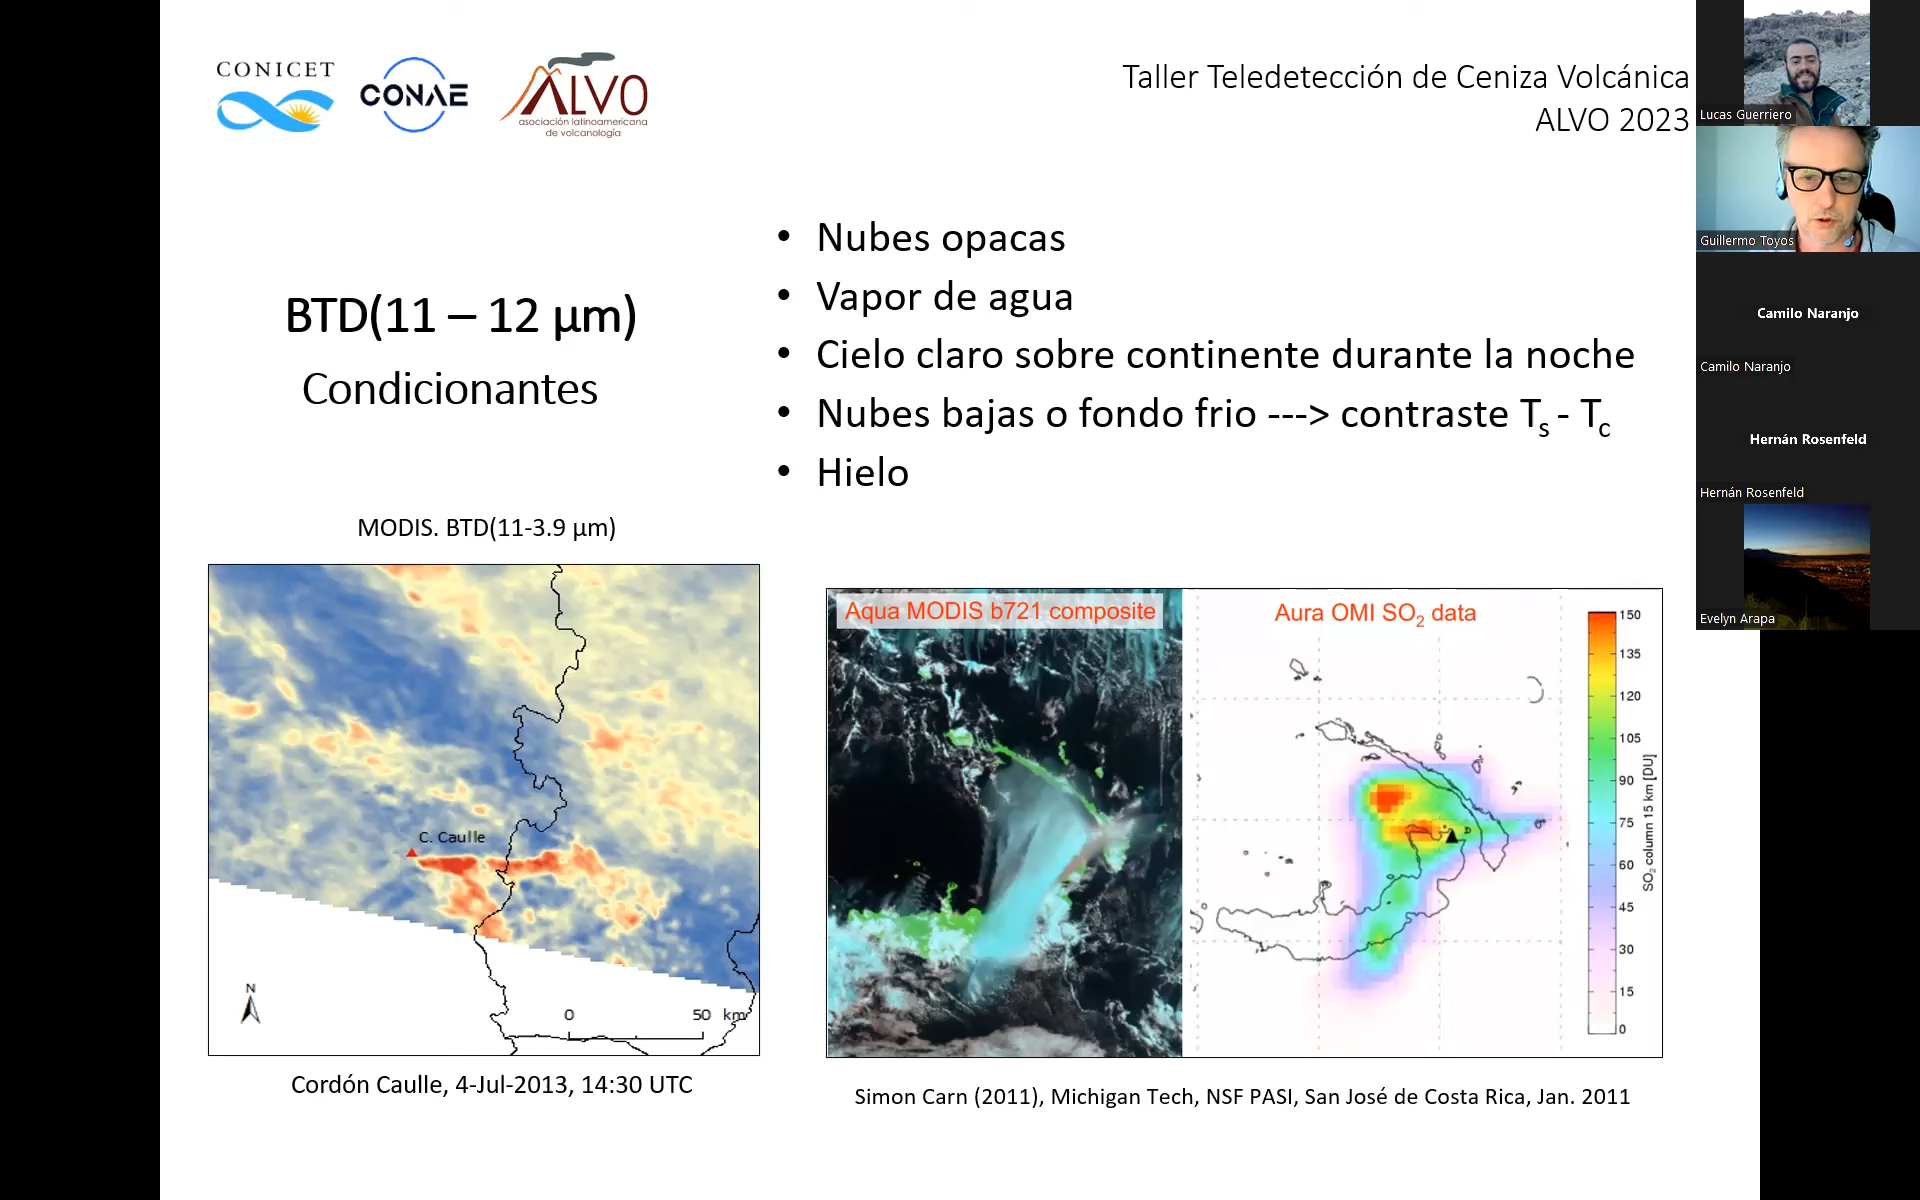 CONICET
CONAE
ALVO
asociación latinoamericana
de volcanología
Taller Teledetección de Ceniza Volcánica
ALVO 2023
BTD(11 – 12 µm)
Condicionantes
• Nubes opacas
• Vapor de agua
• Cielo claro sobre continente durante la noche
• Nubes bajas o fondo frio ---> contraste Ts - Tc
• Hielo
MODIS. BTD(11-3.9 µm)
C. Caulle
N
0 50 km
Cordón Caulle, 4-Jul-2013, 14:30 UTC
Aqua MODIS b721 composite
Aura OMI SO2 data
150
135
120
105
90
75
60
45
30
15
0
SO2 column 15 km [DU]
Simon Carn (2011), Michigan Tech, NSF PASI, San José de Costa Rica, Jan. 2011
Lucas Guerriero
Guillermo Toyos
Camilo Naranjo
Camilo Naranjo
Hernán Rosenfeld
Hernán Rosenfeld
Evelyn Arapa